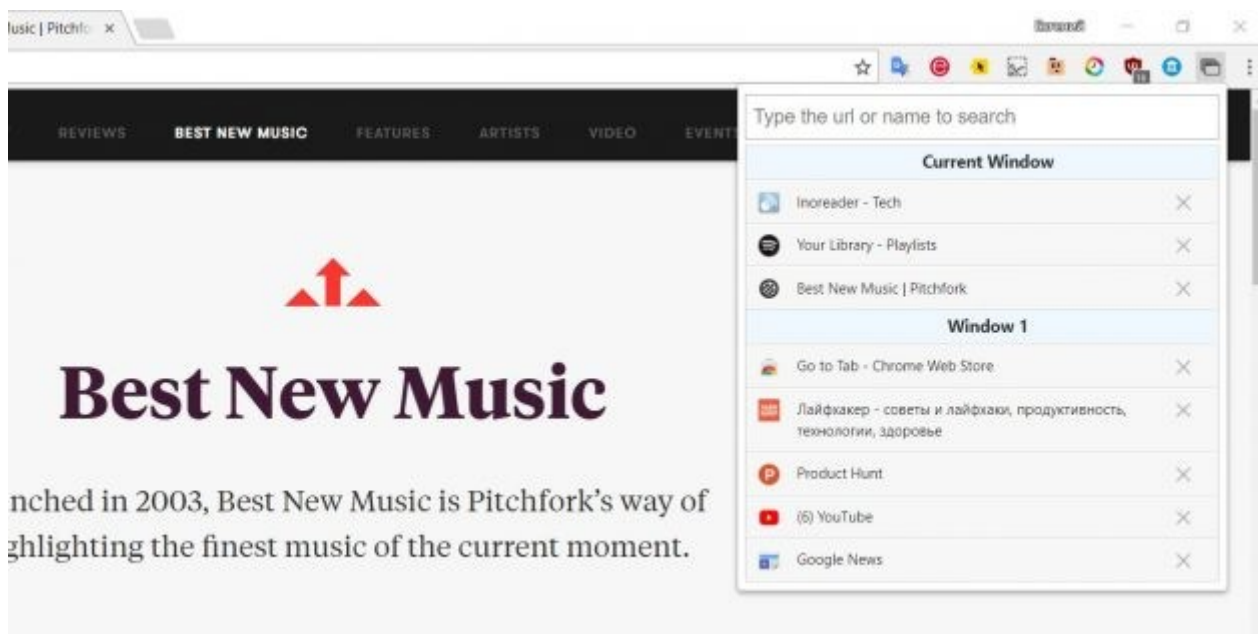 Music | Pitchfo
REVIEWS BEST NEW MUSIC FEATURES ARTISTS VIDEO EVENT
Best New Music
nched in 2003, Best New Music is Pitchfork’s way of
ghlighting the finest music of the current moment.
Type the url or name to search
Current Window
Inoreader - Tech
Your Library - Playlists
Best New Music | Pitchfork
Window 1
Go to Tab - Chrome Web Store
Лайфхакер - советы и лайфхаки, продуктивность,
технологии, здоровье
Product Hunt
(6) YouTube
Google News